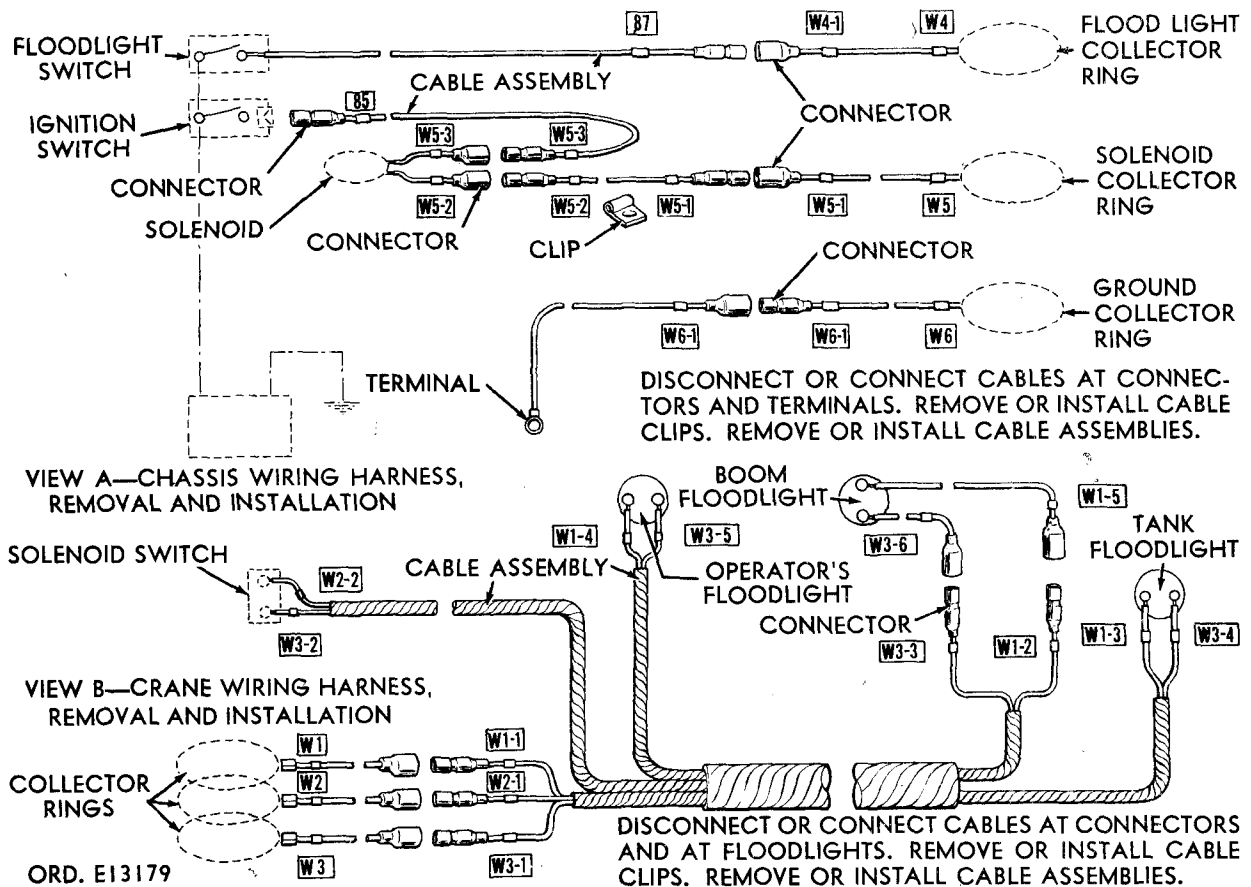 87
W4-1
W4
FLOOD LIGHT
COLLECTOR
RING
FLOODLIGHT
SWITCH
CABLE ASSEMBLY
85
CONNECTOR
IGNITION
SWITCH
W5-3
W5-3
CONNECTOR
SOLENOID
COLLECTOR
RING
SOLENOID
W5-2
CONNECTOR
W5-2
CLIP
W5-1
W5-1
W5
CONNECTOR
GROUND
COLLECTOR
RING
W6-1
W6-1
W6
TERMINAL
DISCONNECT OR CONNECT CABLES AT CONNEC-
TORS AND TERMINALS. REMOVE OR INSTALL CABLE
CLIPS. REMOVE OR INSTALL CABLE ASSEMBLIES.
VIEW A—CHASSIS WIRING HARNESS,
REMOVAL AND INSTALLATION
BOOM
FLOODLIGHT
W1-5
TANK
FLOODLIGHT
W1-4
W3-5
W3-6
SOLENOID SWITCH
W2-2
CABLE ASSEMBLY
OPERATOR'S
FLOODLIGHT
CONNECTOR
W3-2
W3-3
W1-2
W1-3
W3-4
VIEW B—CRANE WIRING HARNESS,
REMOVAL AND INSTALLATION
W1
W1-1
COLLECTOR
RINGS
W2
W2-1
W3
W3-1
DISCONNECT OR CONNECT CABLES AT CONNECTORS
AND AT FLOODLIGHTS. REMOVE OR INSTALL CABLE
CLIPS. REMOVE OR INSTALL CABLE ASSEMBLIES.
ORD. E13179